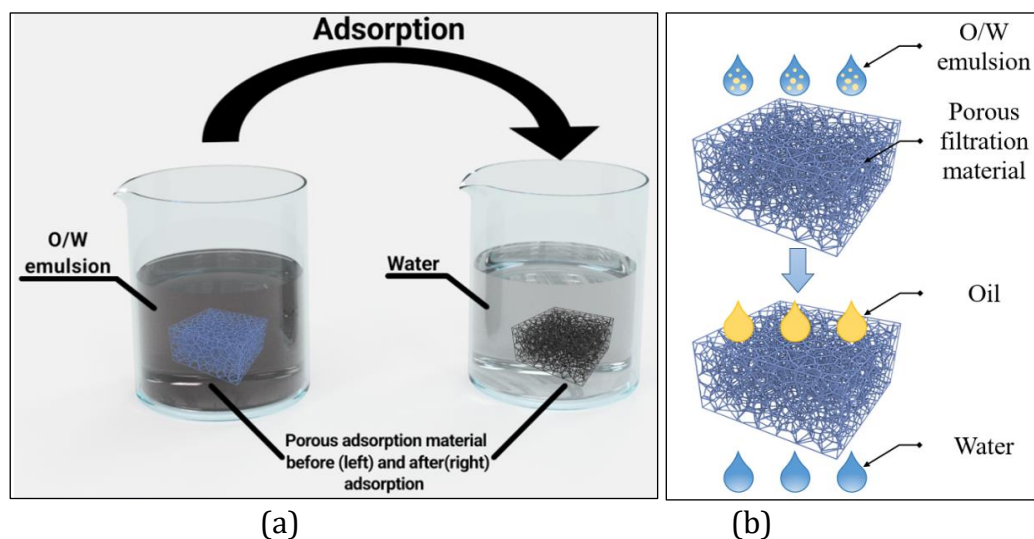 Adsorption
O/W
emulsion
Water
Porous adsorption material
before (left) and after(right)
adsorption
(a)
O/W
emulsion
Porous
filtration
material
Oil
Water
(b)